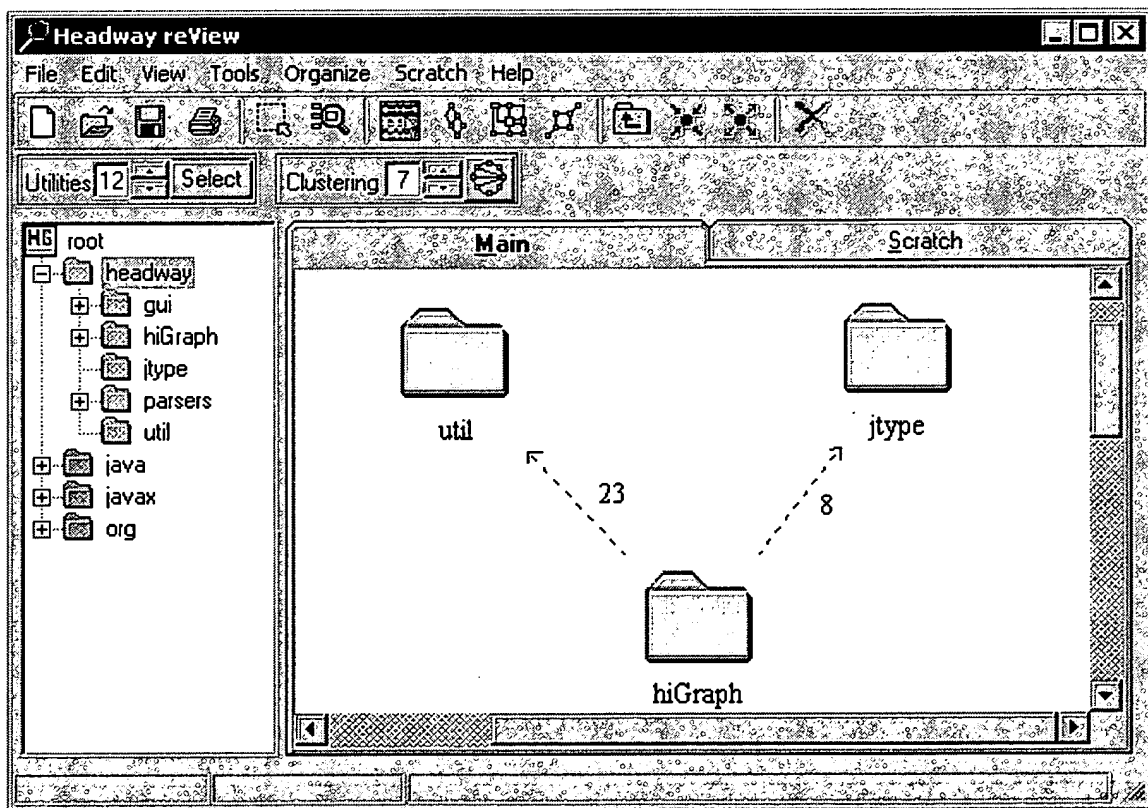 Headway reView
File Edit View Tools Organize Scratch Help
Utilities 12 Select Clustering 7
HG root
headway
gui
hiGraph
jtype
parsers
util
java
javax
org
Main Scratch
util jtype
23 8
hiGraph